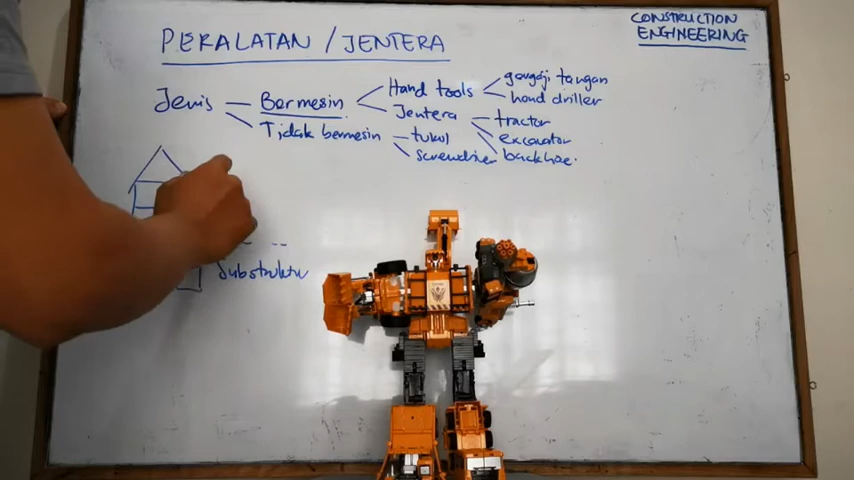 PERALATAN / JENTERA
CONSTRUCTION
ENGINEERING
Jenis
Bermesin
Hand tools
gergaji tangan
hand driller
Jentera
tractor
excavator
backhoe.
Tidak bermesin
tukul
screwdriver
Substruktur